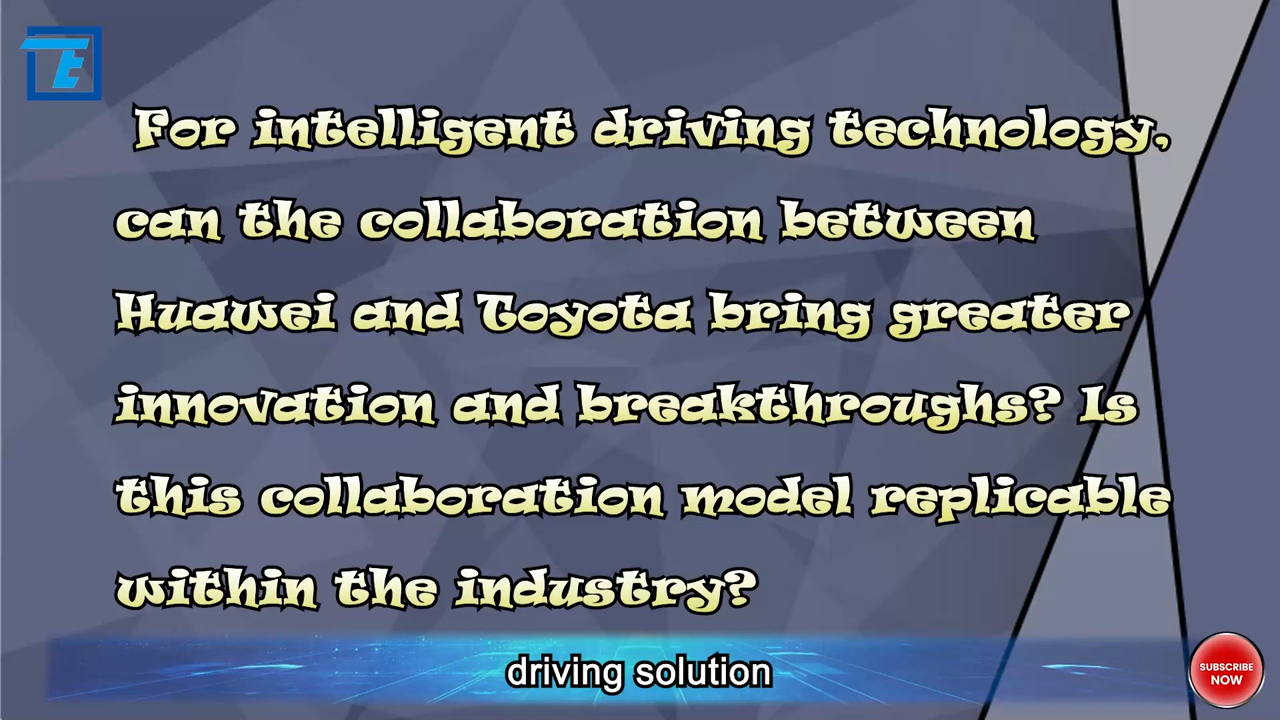 TE
For intelligent driving technology,
can the collaboration between
Huawei and Toyota bring greater
innovation and breakthroughs? Is
this collaboration model replicable
within the industry?
driving solution
SUBSCRIBE
NOW